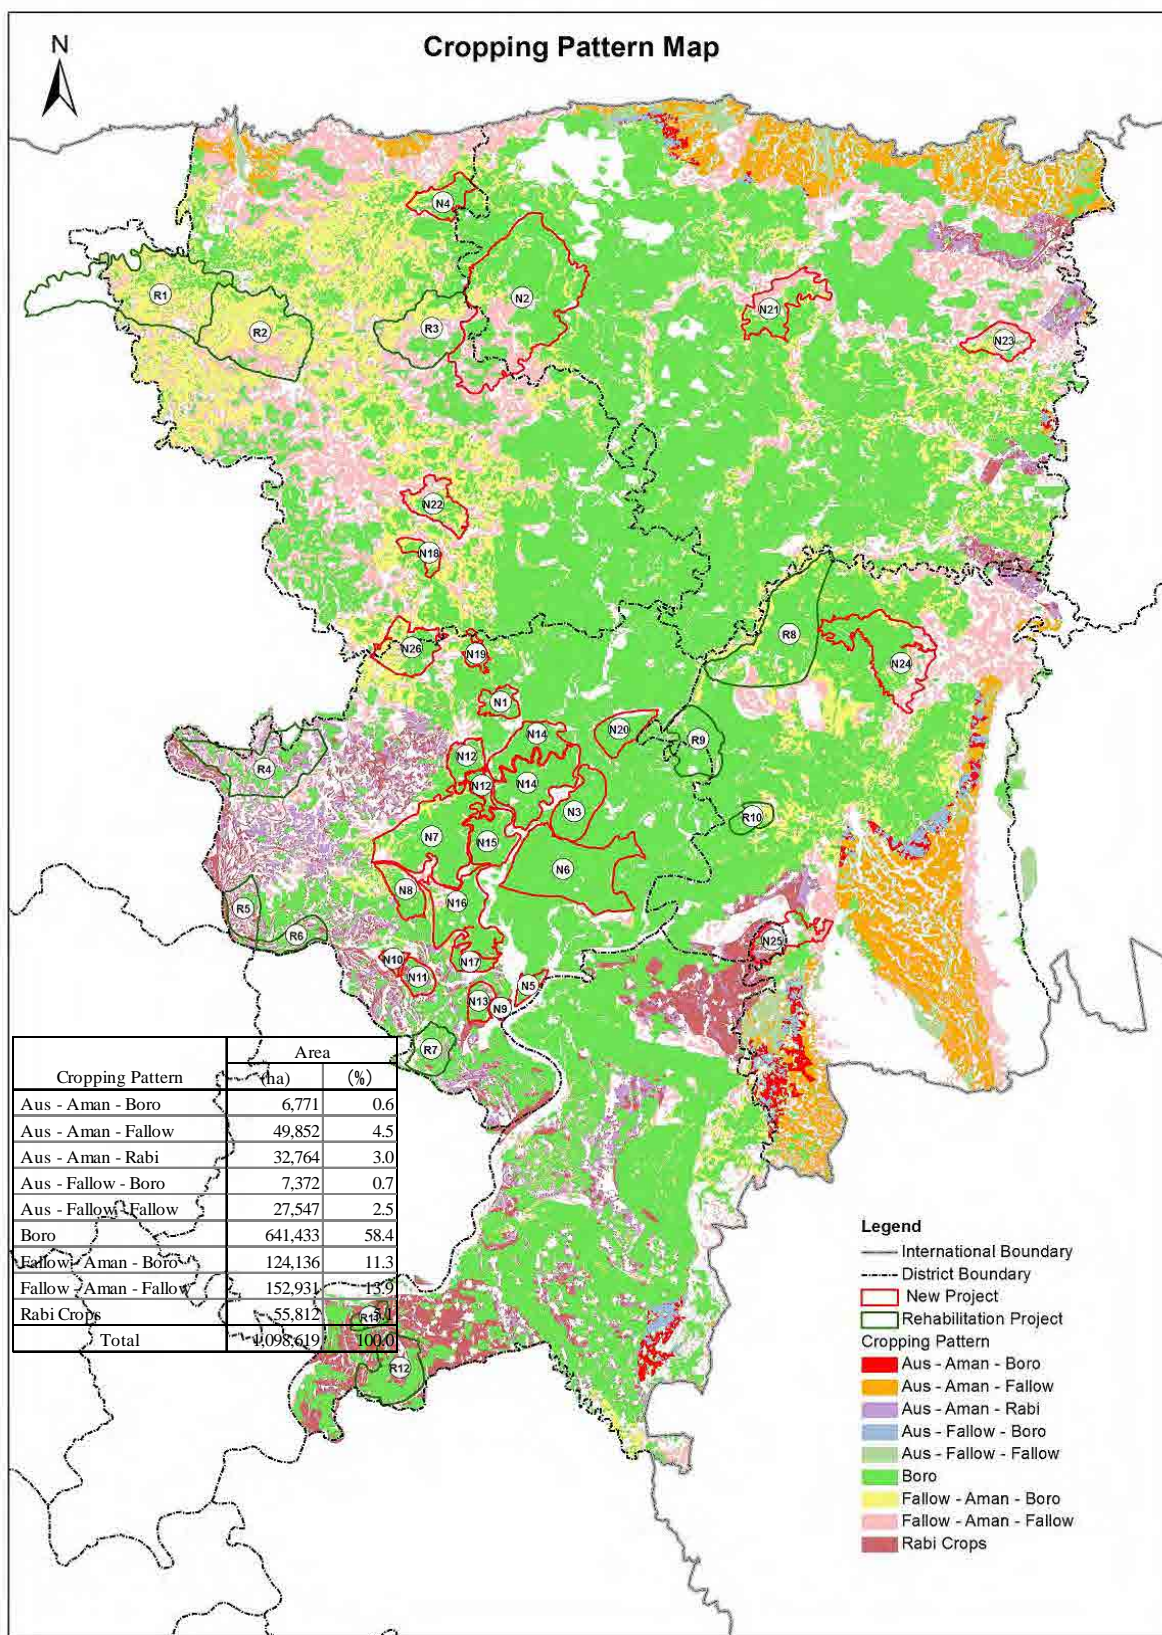 Cropping Pattern Map
N
N4
R1
N2
R2
R3
N21
N23
N22
N18
R8
N26
N19
N24
N1
N20
N14
R9
N12
R4
N14
N12
N3
R10
N7
N15
N6
N8
N16
R5
R6
N25
N10
N17
N11
N5
N13
N9
R7
Area
Cropping Pattern (ha) (%)
Aus - Aman - Boro 6,771 0.6
Aus - Aman - Fallow 49,852 4.5
Aus - Aman - Rabi 32,764 3.0
Aus - Fallow - Boro 7,372 0.7
Aus - Fallow - Fallow 27,547 2.5
Boro 641,433 58.4
Fallow - Aman - Boro 124,136 11.3
Fallow - Aman - Fallow 152,931 13.9
Rabi Crops 55,812
Total 1,098,619 100.0
R12
Legend
International Boundary
District Boundary
New Project
Rehabilitation Project
Cropping Pattern
Aus - Aman - Boro
Aus - Aman - Fallow
Aus - Aman - Rabi
Aus - Fallow - Boro
Aus - Fallow - Fallow
Boro
Fallow - Aman - Boro
Fallow - Aman - Fallow
Rabi Crops